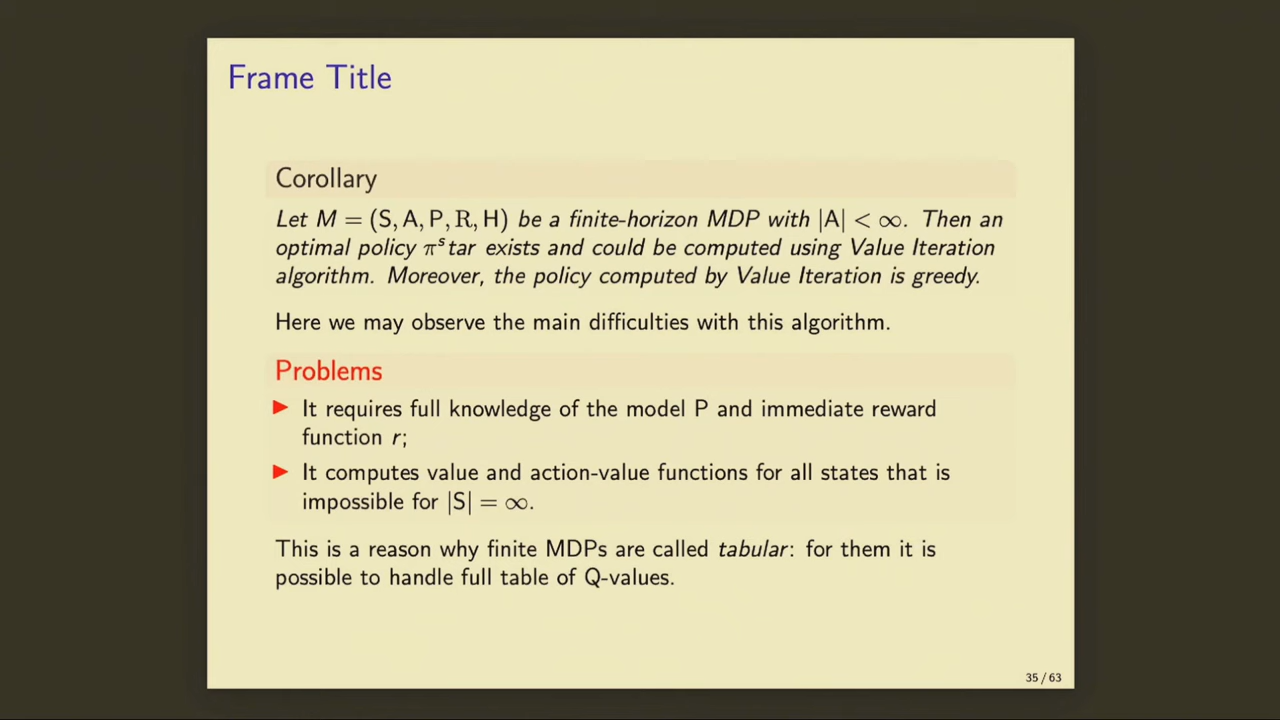 Frame Title
Corollary
Let M = (S, A, P, R, H) be a finite-horizon MDP with |A| < ∞. Then an
optimal policy πˢtar exists and could be computed using Value Iteration
algorithm. Moreover, the policy computed by Value Iteration is greedy.
Here we may observe the main difficulties with this algorithm.
Problems
▶ It requires full knowledge of the model P and immediate reward
function r;
▶ It computes value and action-value functions for all states that is
impossible for |S| = ∞.
This is a reason why finite MDPs are called tabular: for them it is
possible to handle full table of Q-values.
35 / 63